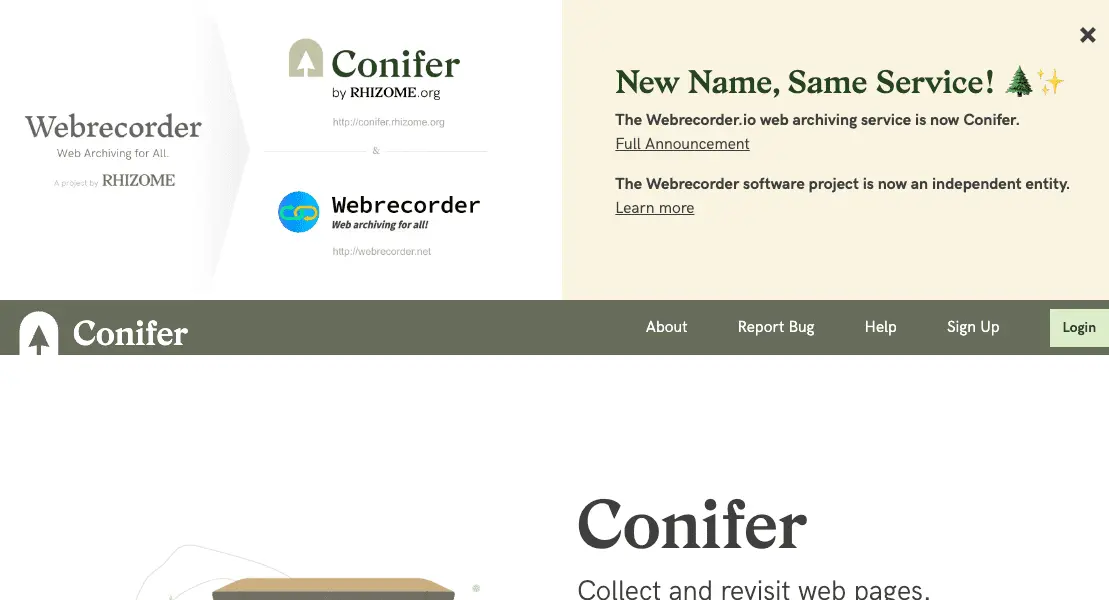 Webrecorder
Web Archiving for All.
A project by RHIZOME
Conifer
by RHIZOME.org
http://conifer.rhizome.org
&
Webrecorder
Web archiving for all!
http://webrecorder.net
New Name, Same Service! 🌲✨
The Webrecorder.io web archiving service is now Conifer.
Full Announcement
The Webrecorder software project is now an independent entity.
Learn more
Conifer
About
Report Bug
Help
Sign Up
Login
Conifer
Collect and revisit web pages.